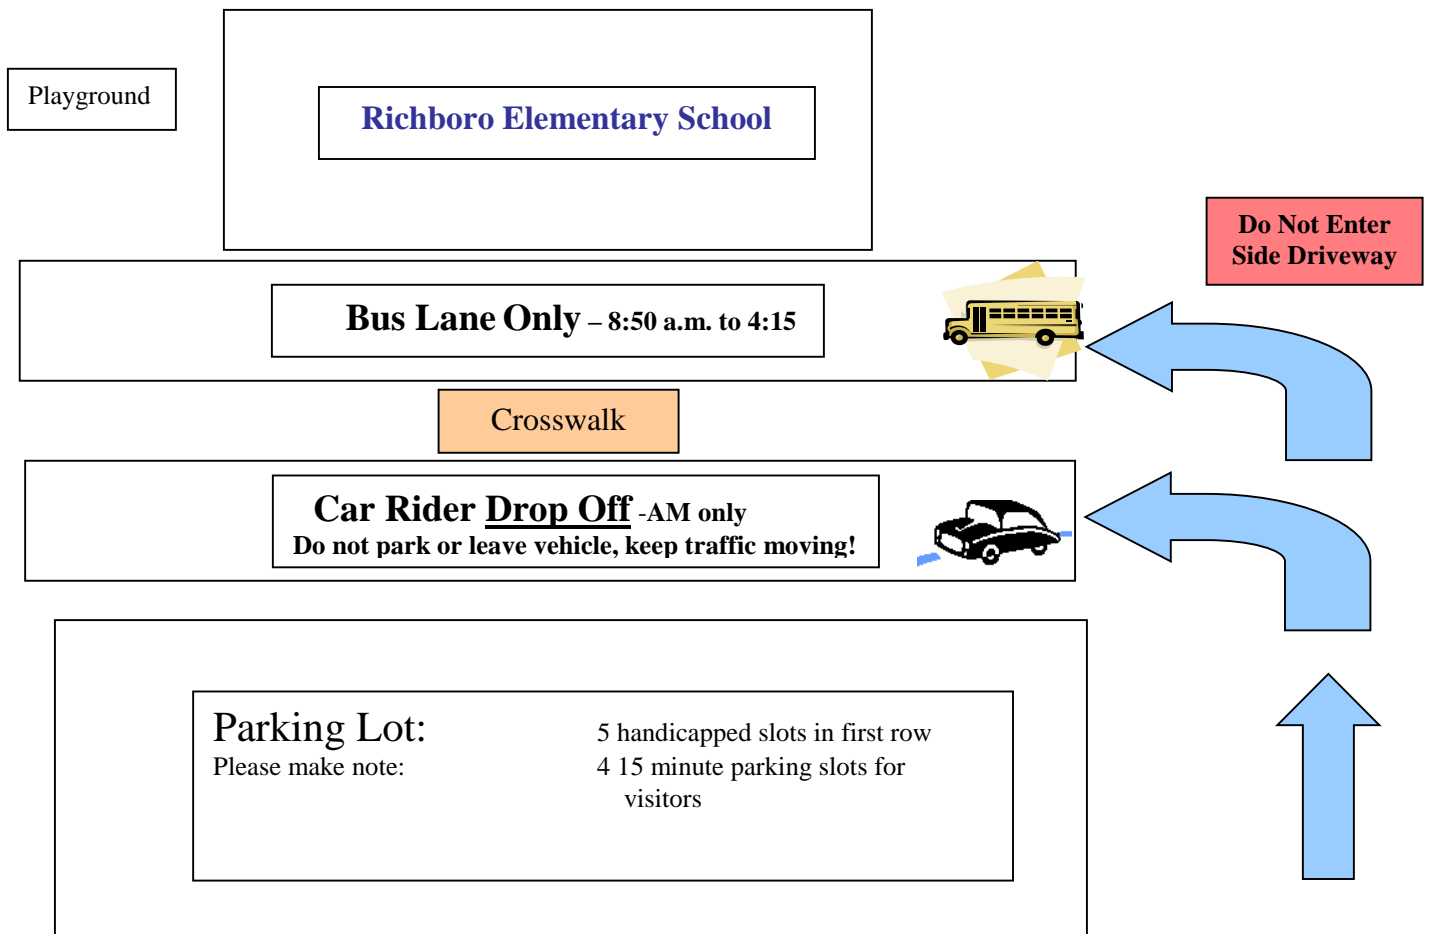 Playground
Richboro Elementary School
Do Not Enter
Side Driveway
Bus Lane Only – 8:50 a.m. to 4:15
Crosswalk
Car Rider Drop Off -AM only
Do not park or leave vehicle, keep traffic moving!
Parking Lot: 5 handicapped slots in first row
Please make note: 4 15 minute parking slots for
visitors